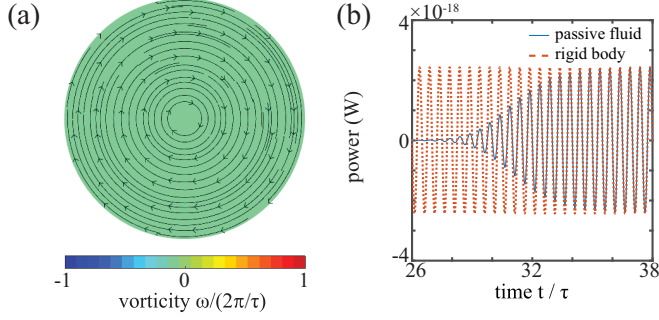 (a)
-1 0 1
vorticity ω/(2π/τ)
(b)
4 ×10⁻¹⁸
passive fluid
rigid body
power (W)
0
-4
26 32 38
time t / τ